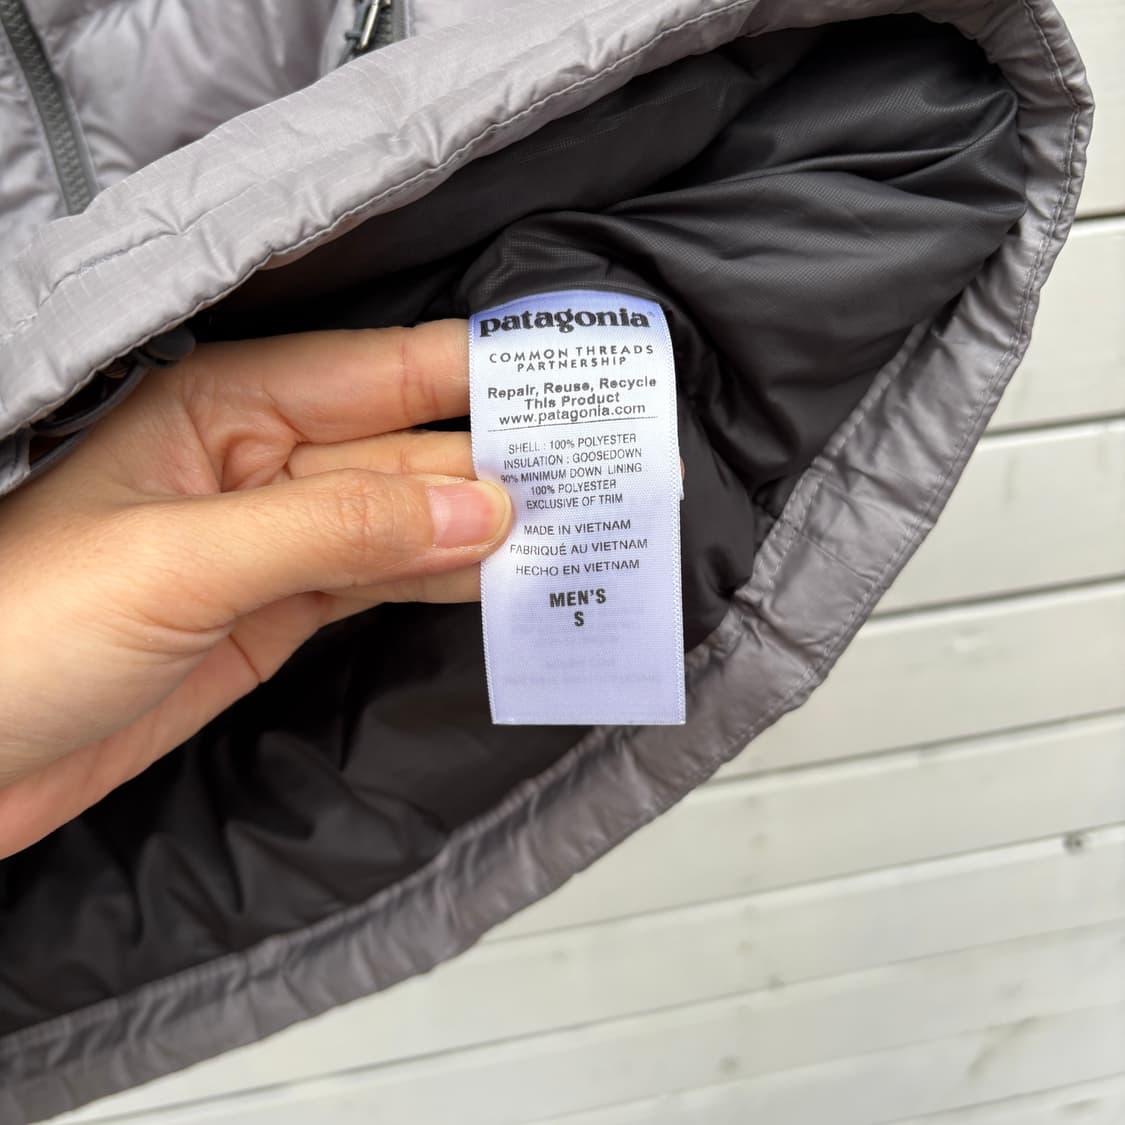 patagonia
COMMON THREADS
PARTNERSHIP
Repair, Reuse, Recycle
This Product
www.patagonia.com
SHELL : 100% POLYESTER
INSULATION : GOOSEDOWN
90% MINIMUM DOWN LINING
100% POLYESTER
EXCLUSIVE OF TRIM
MADE IN VIETNAM
FABRIQUÉ AU VIETNAM
HECHO EN VIETNAM
MEN'S
S